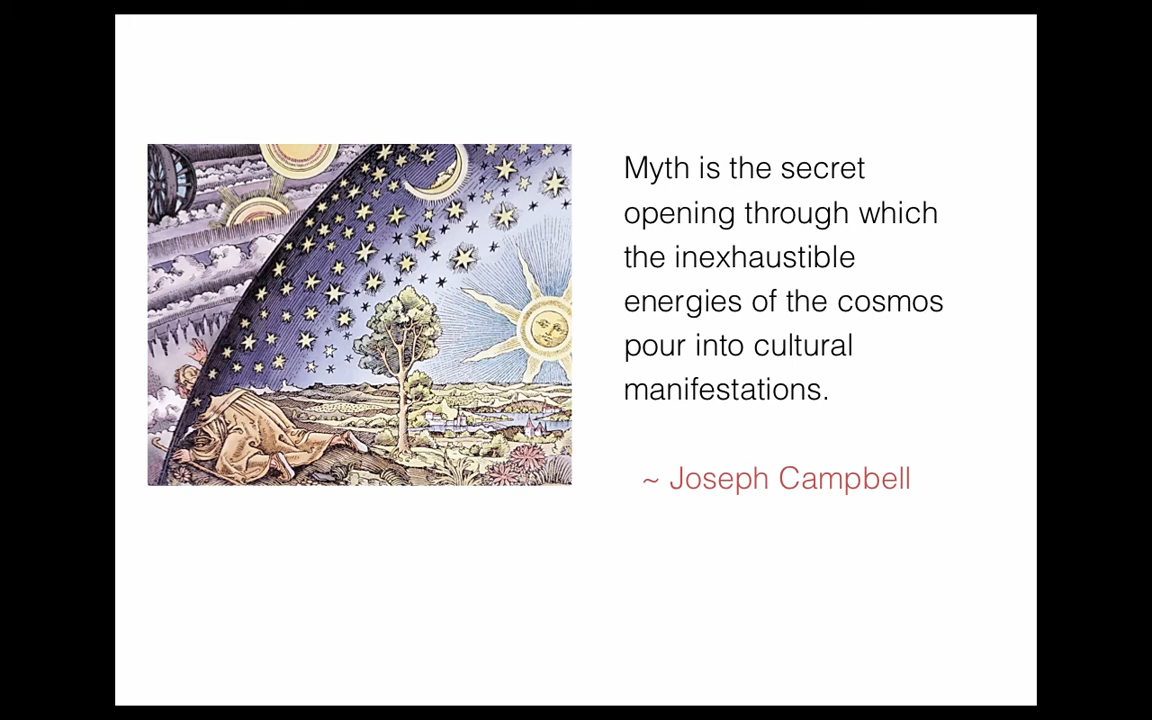 Myth is the secret
opening through which
the inexhaustible
energies of the cosmos
pour into cultural
manifestations.
~ Joseph Campbell